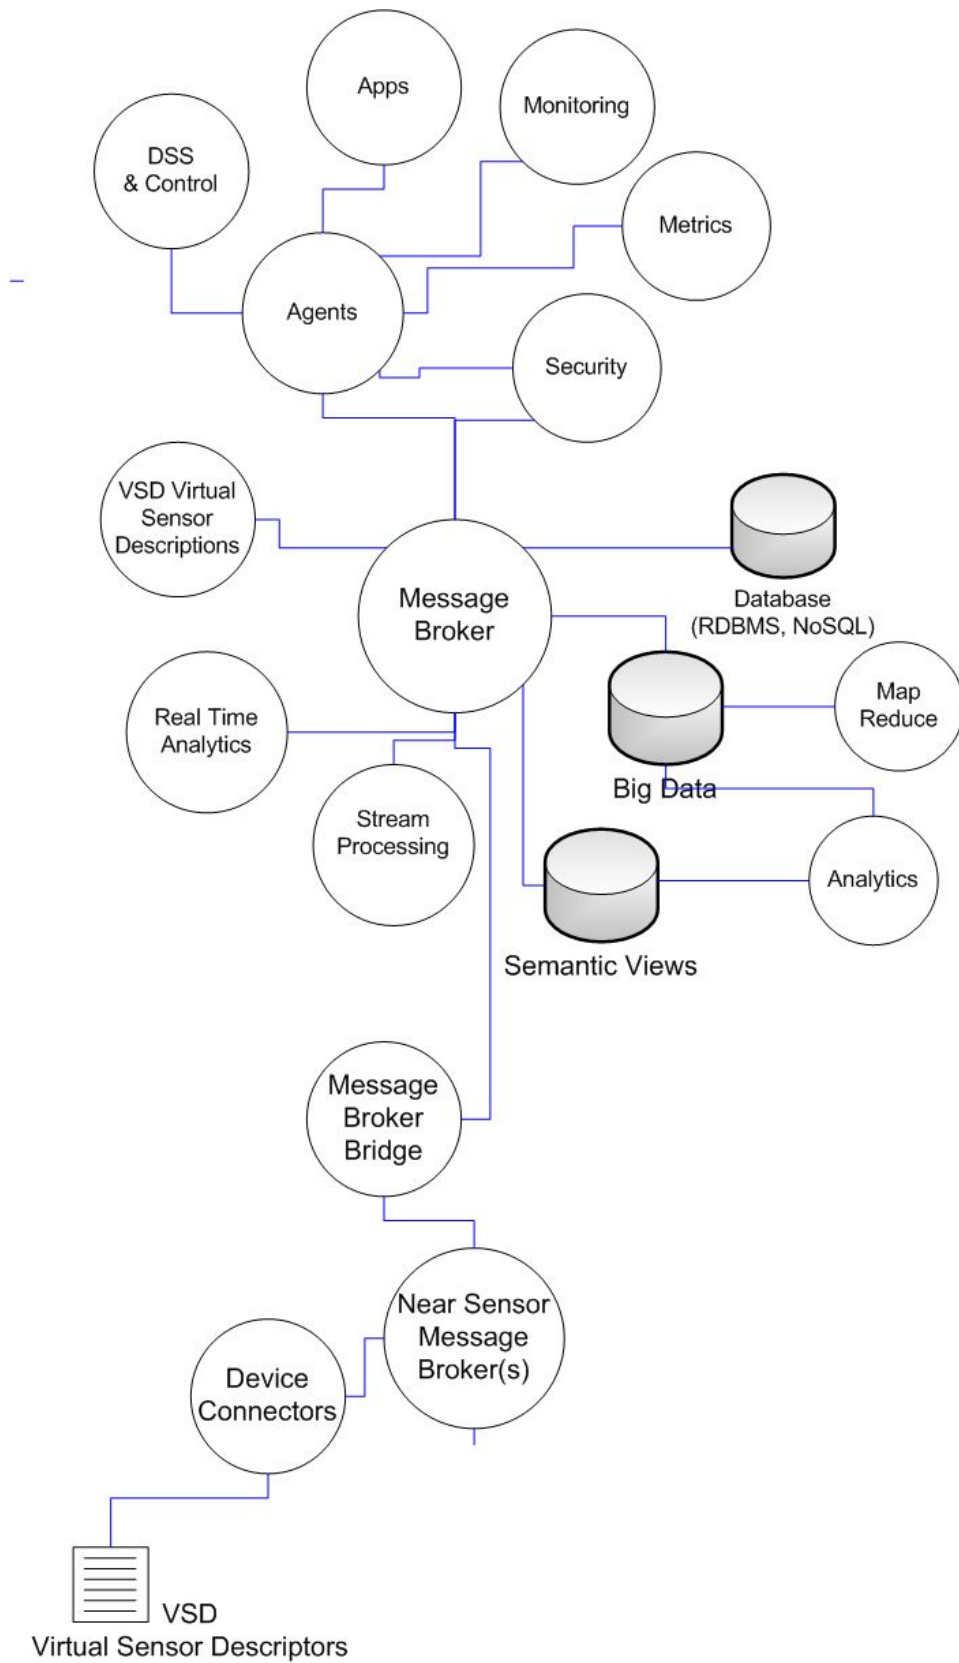 Apps
Monitoring
DSS
& Control
Metrics
Agents
Security
VSD Virtual
Sensor
Descriptions
Message
Broker
Database
(RDBMS, NoSQL)
Map
Reduce
Real Time
Analytics
Big Data
Stream
Processing
Analytics
Semantic Views
Message
Broker
Bridge
Near Sensor
Message
Broker(s)
Device
Connectors
VSD
Virtual Sensor Descriptors